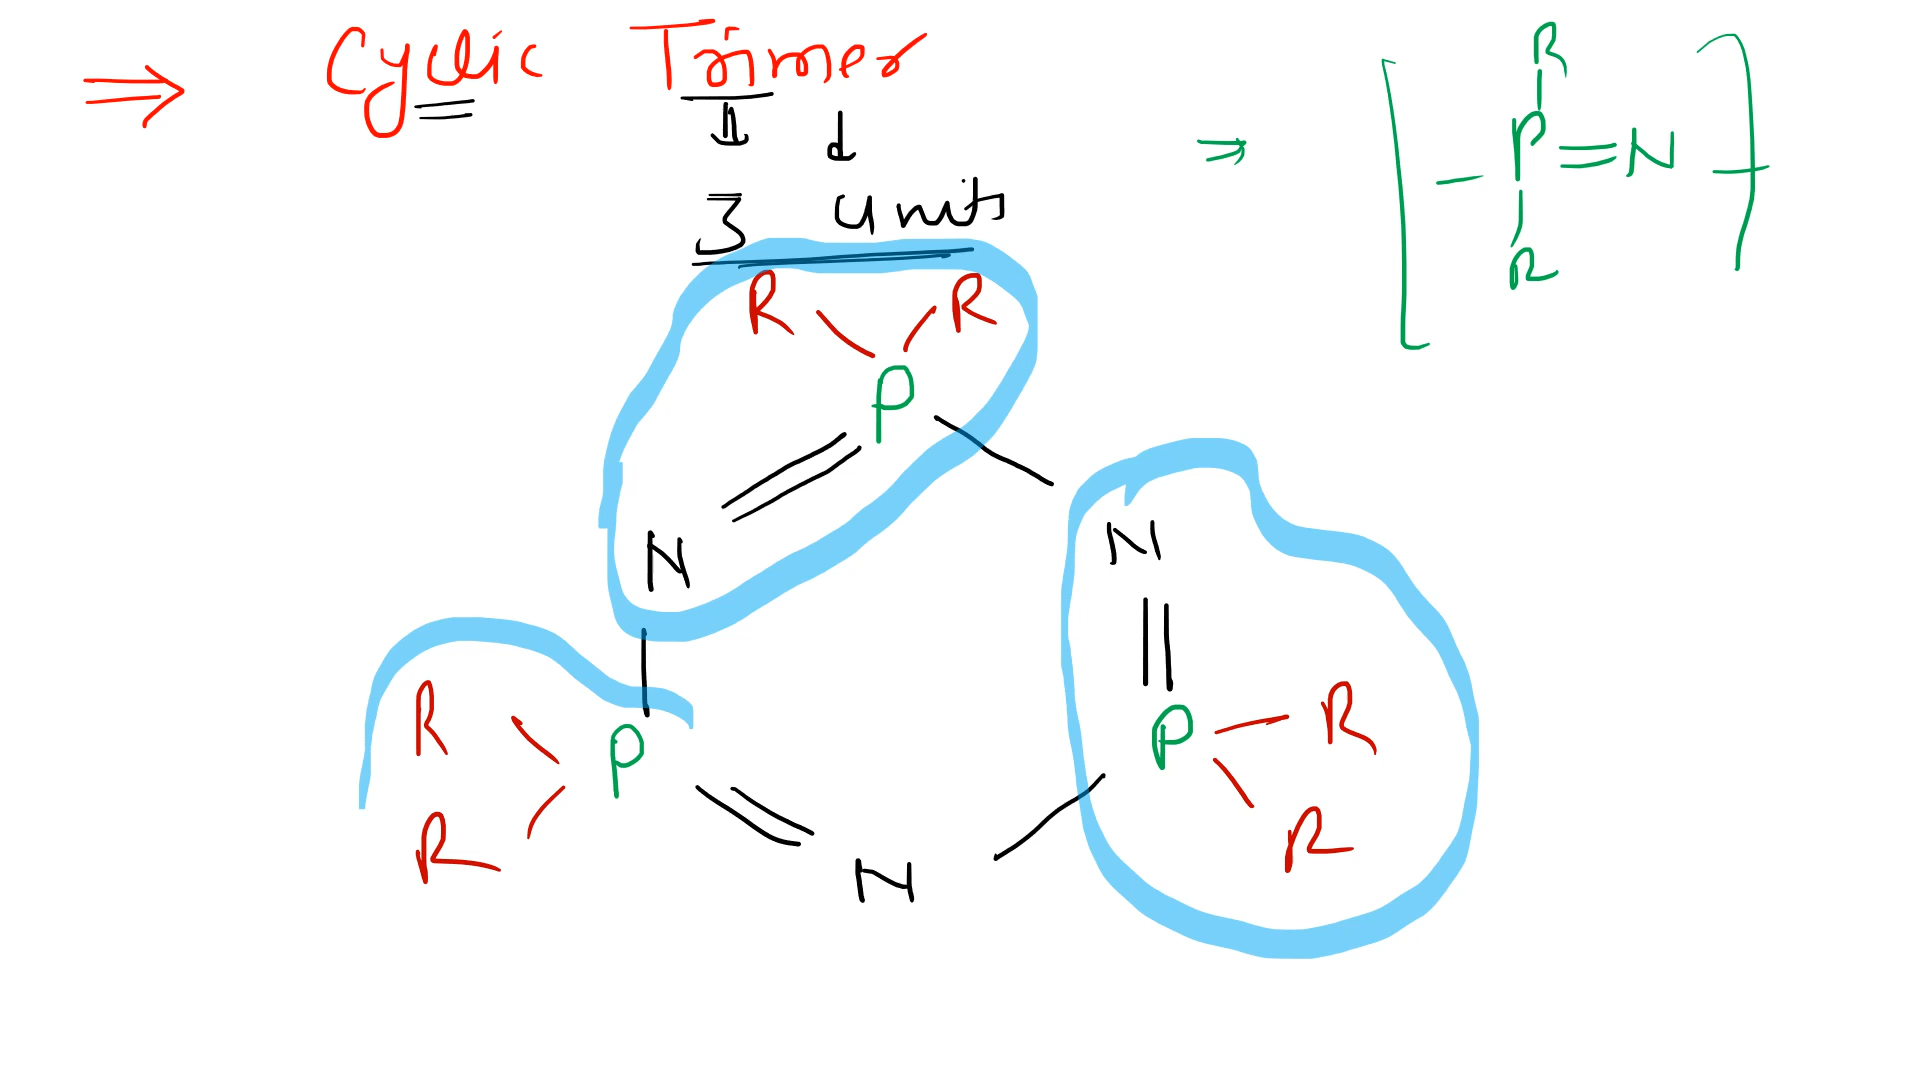 ⇒ Cyclic Trimer
3 units
⇒ [ -P=N- ]
R
R
R R
P
N
N
R
P
R
P
R
R
N